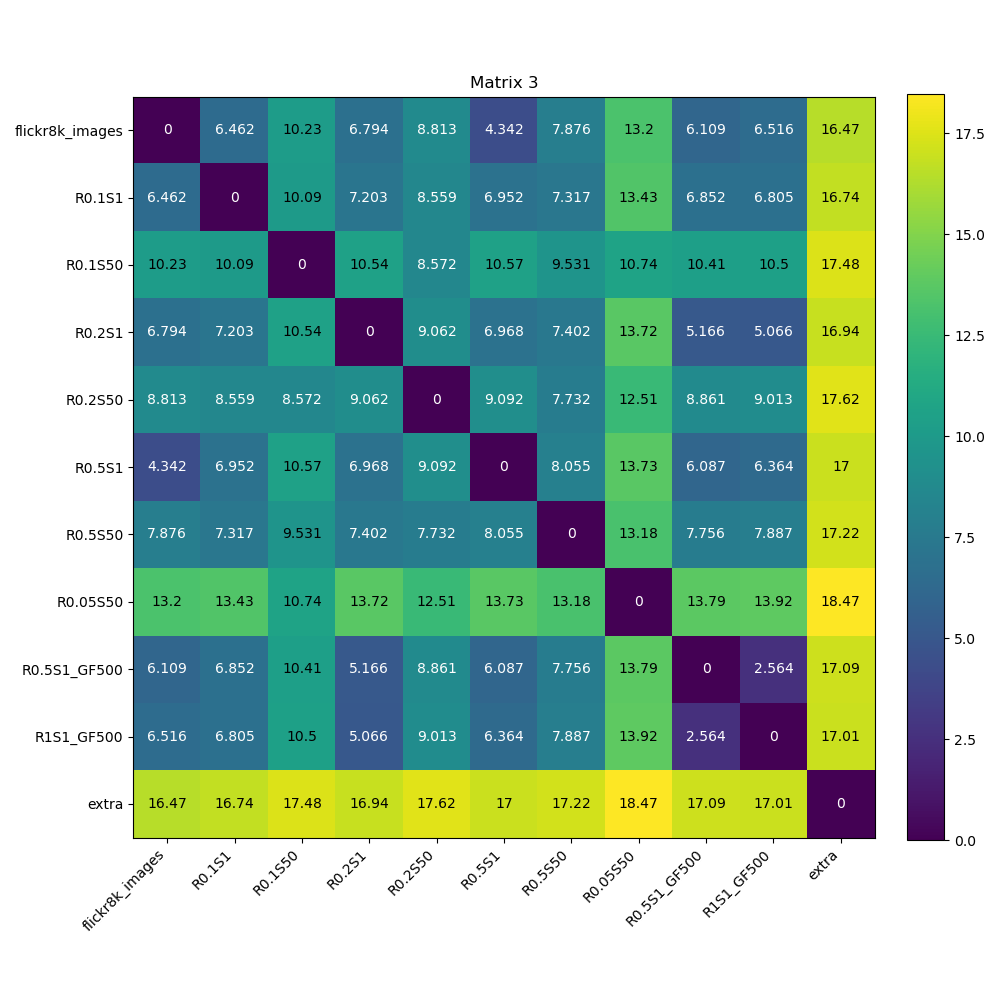 Matrix 3
flickr8k_images 0 6.462 10.23 6.794 8.813 4.342 7.876 13.2 6.109 6.516 16.47
R0.1S1 6.462 0 10.09 7.203 8.559 6.952 7.317 13.43 6.852 6.805 16.74
R0.1S50 10.23 10.09 0 10.54 8.572 10.57 9.531 10.74 10.41 10.5 17.48
R0.2S1 6.794 7.203 10.54 0 9.062 6.968 7.402 13.72 5.166 5.066 16.94
R0.2S50 8.813 8.559 8.572 9.062 0 9.092 7.732 12.51 8.861 9.013 17.62
R0.5S1 4.342 6.952 10.57 6.968 9.092 0 8.055 13.73 6.087 6.364 17
R0.5S50 7.876 7.317 9.531 7.402 7.732 8.055 0 13.18 7.756 7.887 17.22
R0.05S50 13.2 13.43 10.74 13.72 12.51 13.73 13.18 0 13.79 13.92 18.47
R0.5S1_GF500 6.109 6.852 10.41 5.166 8.861 6.087 7.756 13.79 0 2.564 17.09
R1S1_GF500 6.516 6.805 10.5 5.066 9.013 6.364 7.887 13.92 2.564 0 17.01
extra 16.47 16.74 17.48 16.94 17.62 17 17.22 18.47 17.09 17.01 0
flickr8k_images R0.1S1 R0.1S50 R0.2S1 R0.2S50 R0.5S1 R0.5S50 R0.05S50 R0.5S1_GF500 R1S1_GF500 extra
17.5
15.0
12.5
10.0
7.5
5.0
2.5
0.0